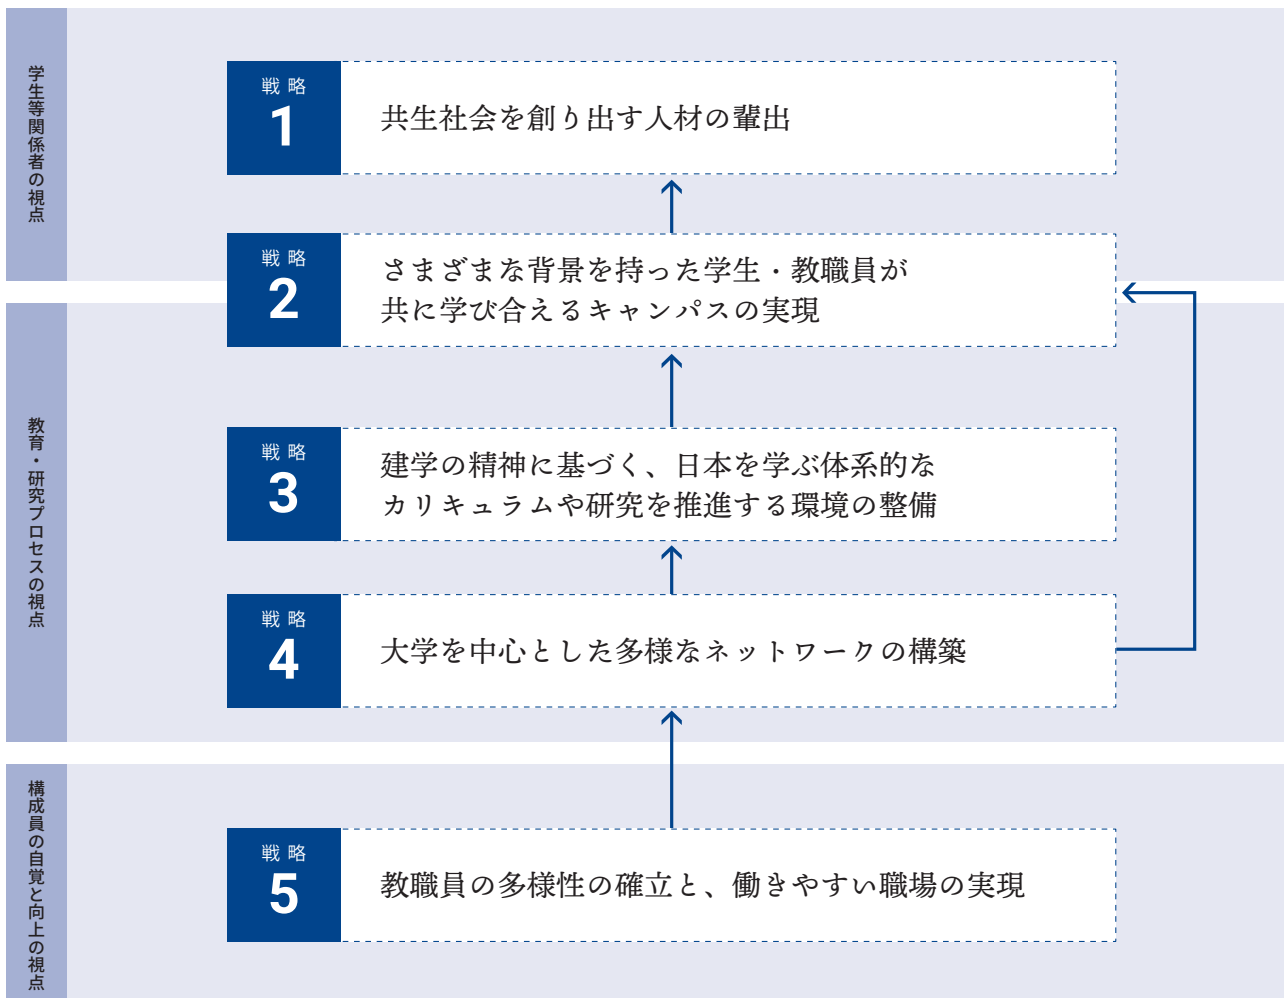 学生等関係者の視点
戦略
1
共生社会を創り出す人材の輩出
戦略
2
さまざまな背景を持った学生・教職員が
共に学び合えるキャンパスの実現
教育・研究プロセスの視点
戦略
3
建学の精神に基づく、日本を学ぶ体系的な
カリキュラムや研究を推進する環境の整備
戦略
4
大学を中心とした多様なネットワークの構築
構成員の自覚と向上の視点
戦略
5
教職員の多様性の確立と、働きやすい職場の実現